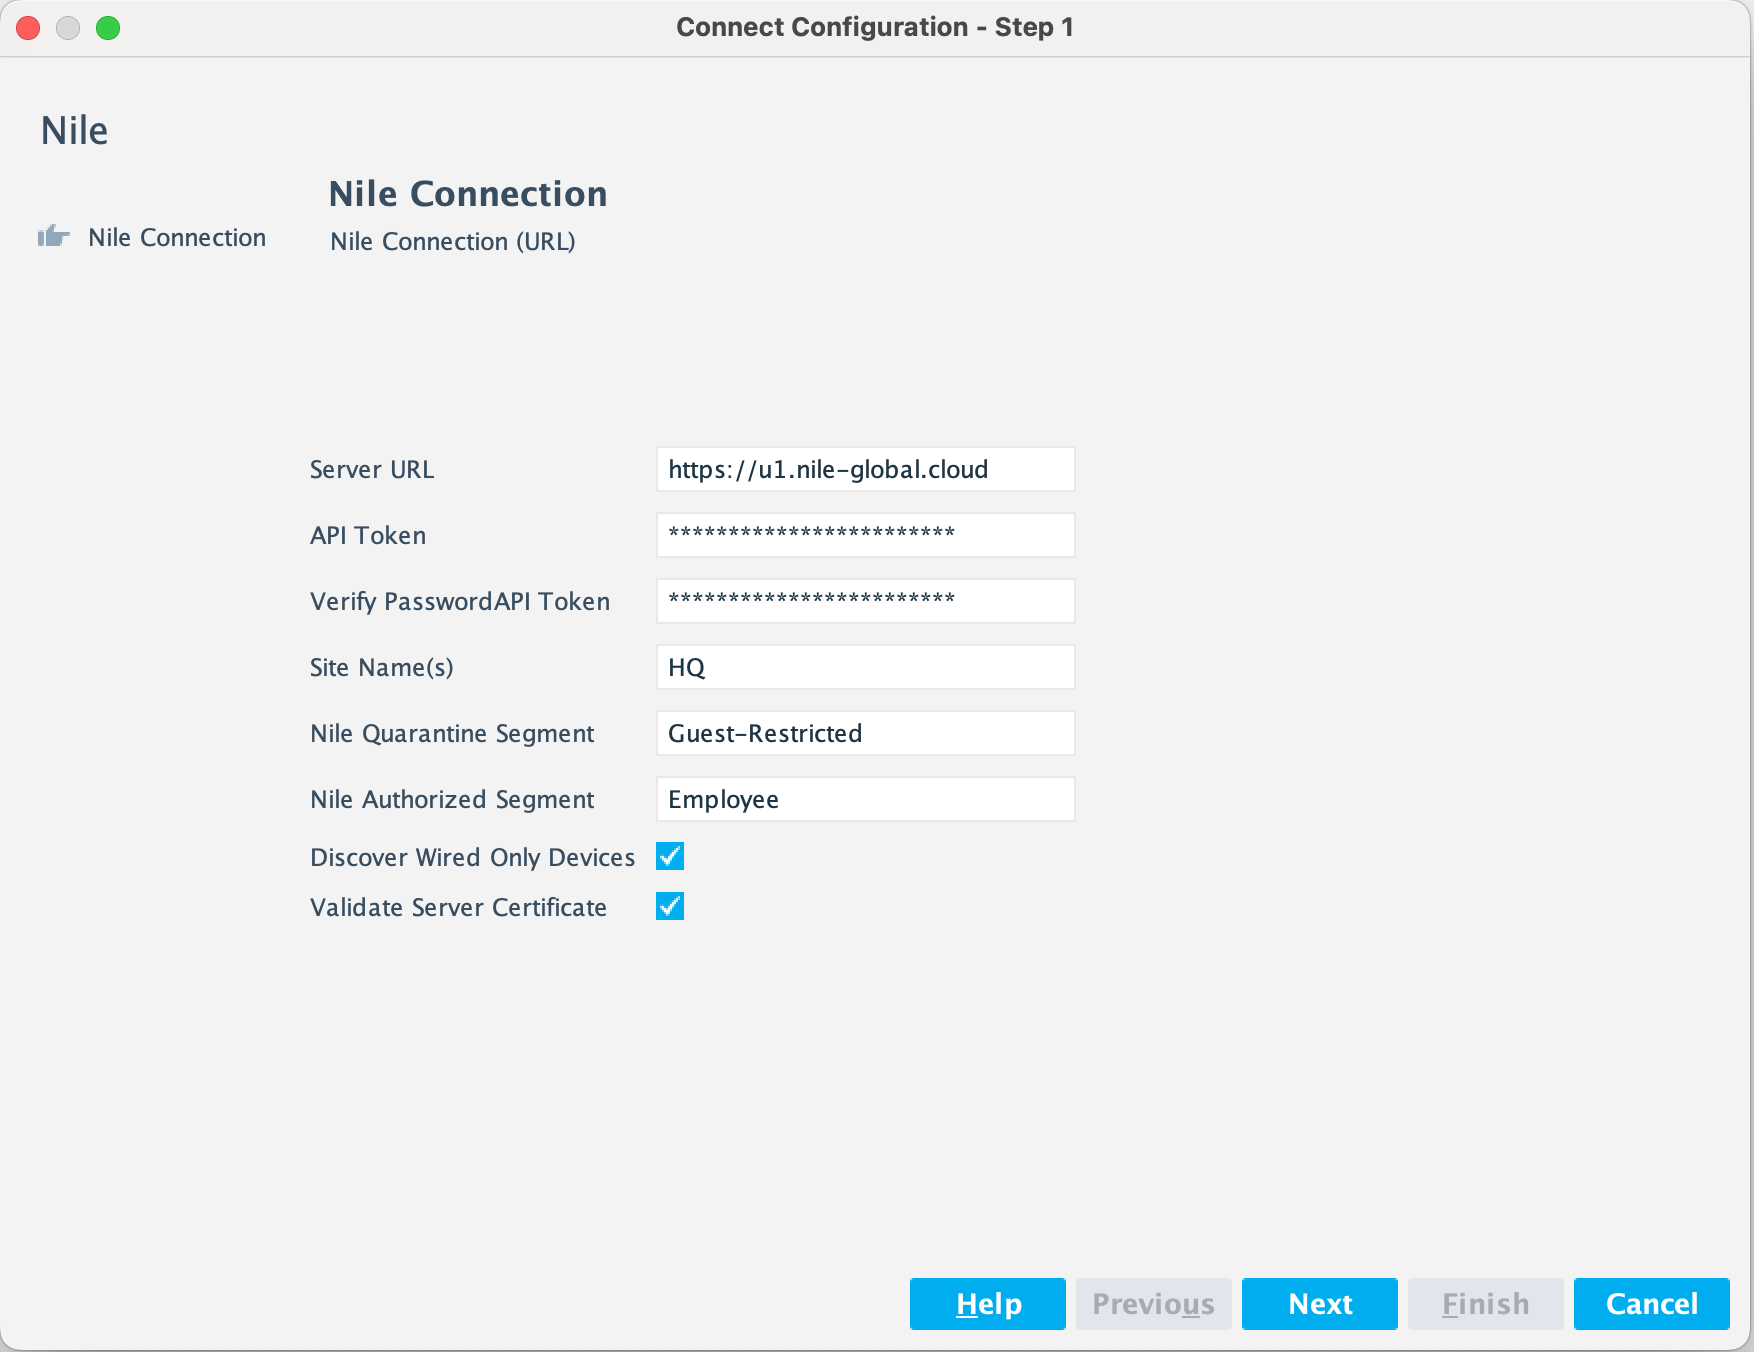 Connect Configuration - Step 1
Nile
Nile Connection
Nile Connection
Nile Connection (URL)
Server URL https://u1.nile-global.cloud
API Token ************************
Verify PasswordAPI Token ************************
Site Name(s) HQ
Nile Quarantine Segment Guest-Restricted
Nile Authorized Segment Employee
Discover Wired Only Devices
Validate Server Certificate
Help Previous Next Finish Cancel